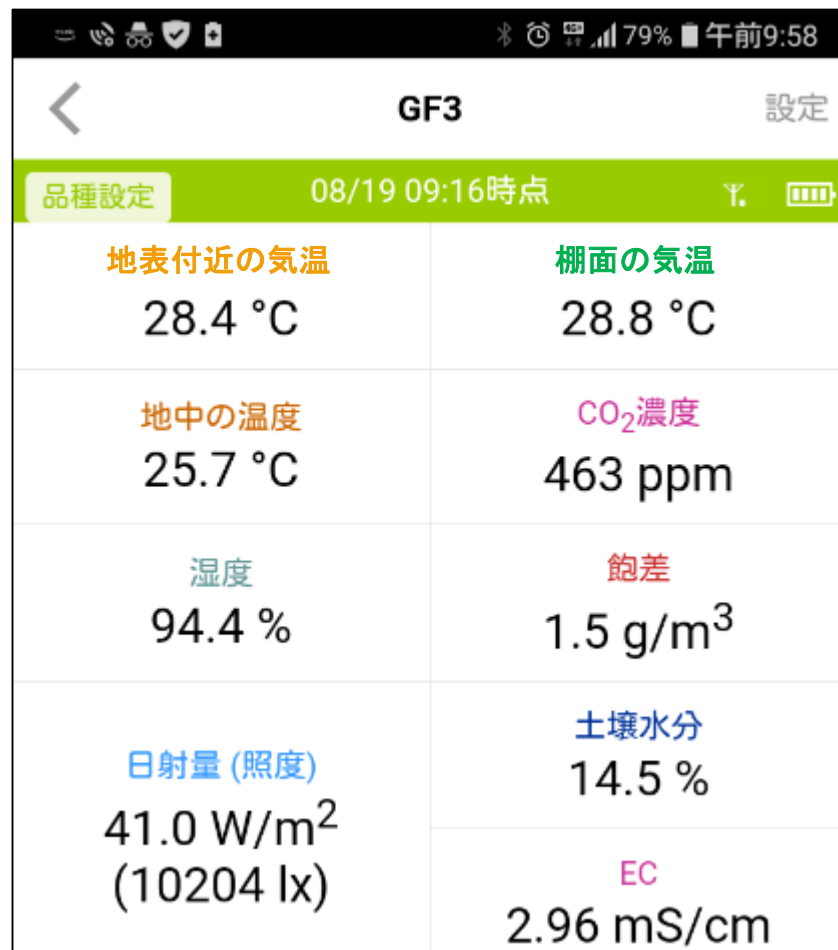 79% 午前9:58
GF3 設定
品種設定 08/19 09:16時点
地表付近の気温
28.4 °C
棚面の気温
28.8 °C
地中の温度
25.7 °C
CO₂濃度
463 ppm
湿度
94.4 %
飽差
1.5 g/m³
日射量 (照度)
41.0 W/m²
(10204 lx)
土壌水分
14.5 %
EC
2.96 mS/cm